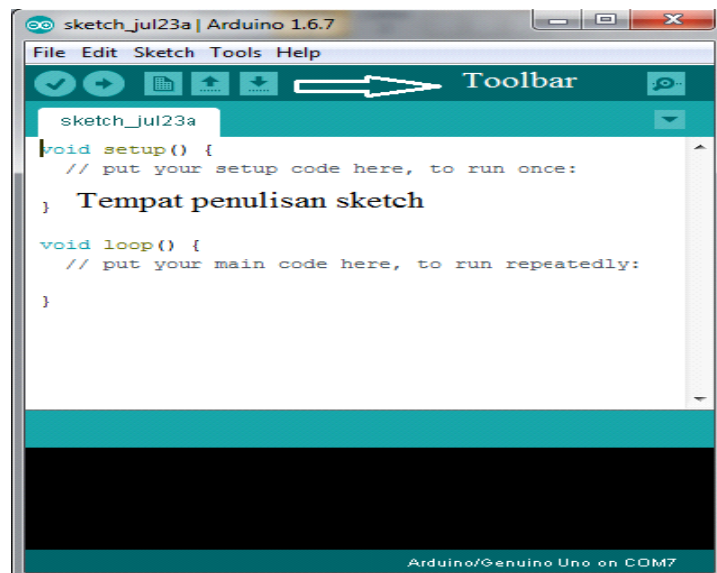 sketch_jul23a | Arduino 1.6.7
File Edit Sketch Tools Help
Toolbar
sketch_jul23a
void setup() {
// put your setup code here, to run once:
} Tempat penulisan sketch
void loop() {
// put your main code here, to run repeatedly:
}
Arduino/Genuino Uno on COM7